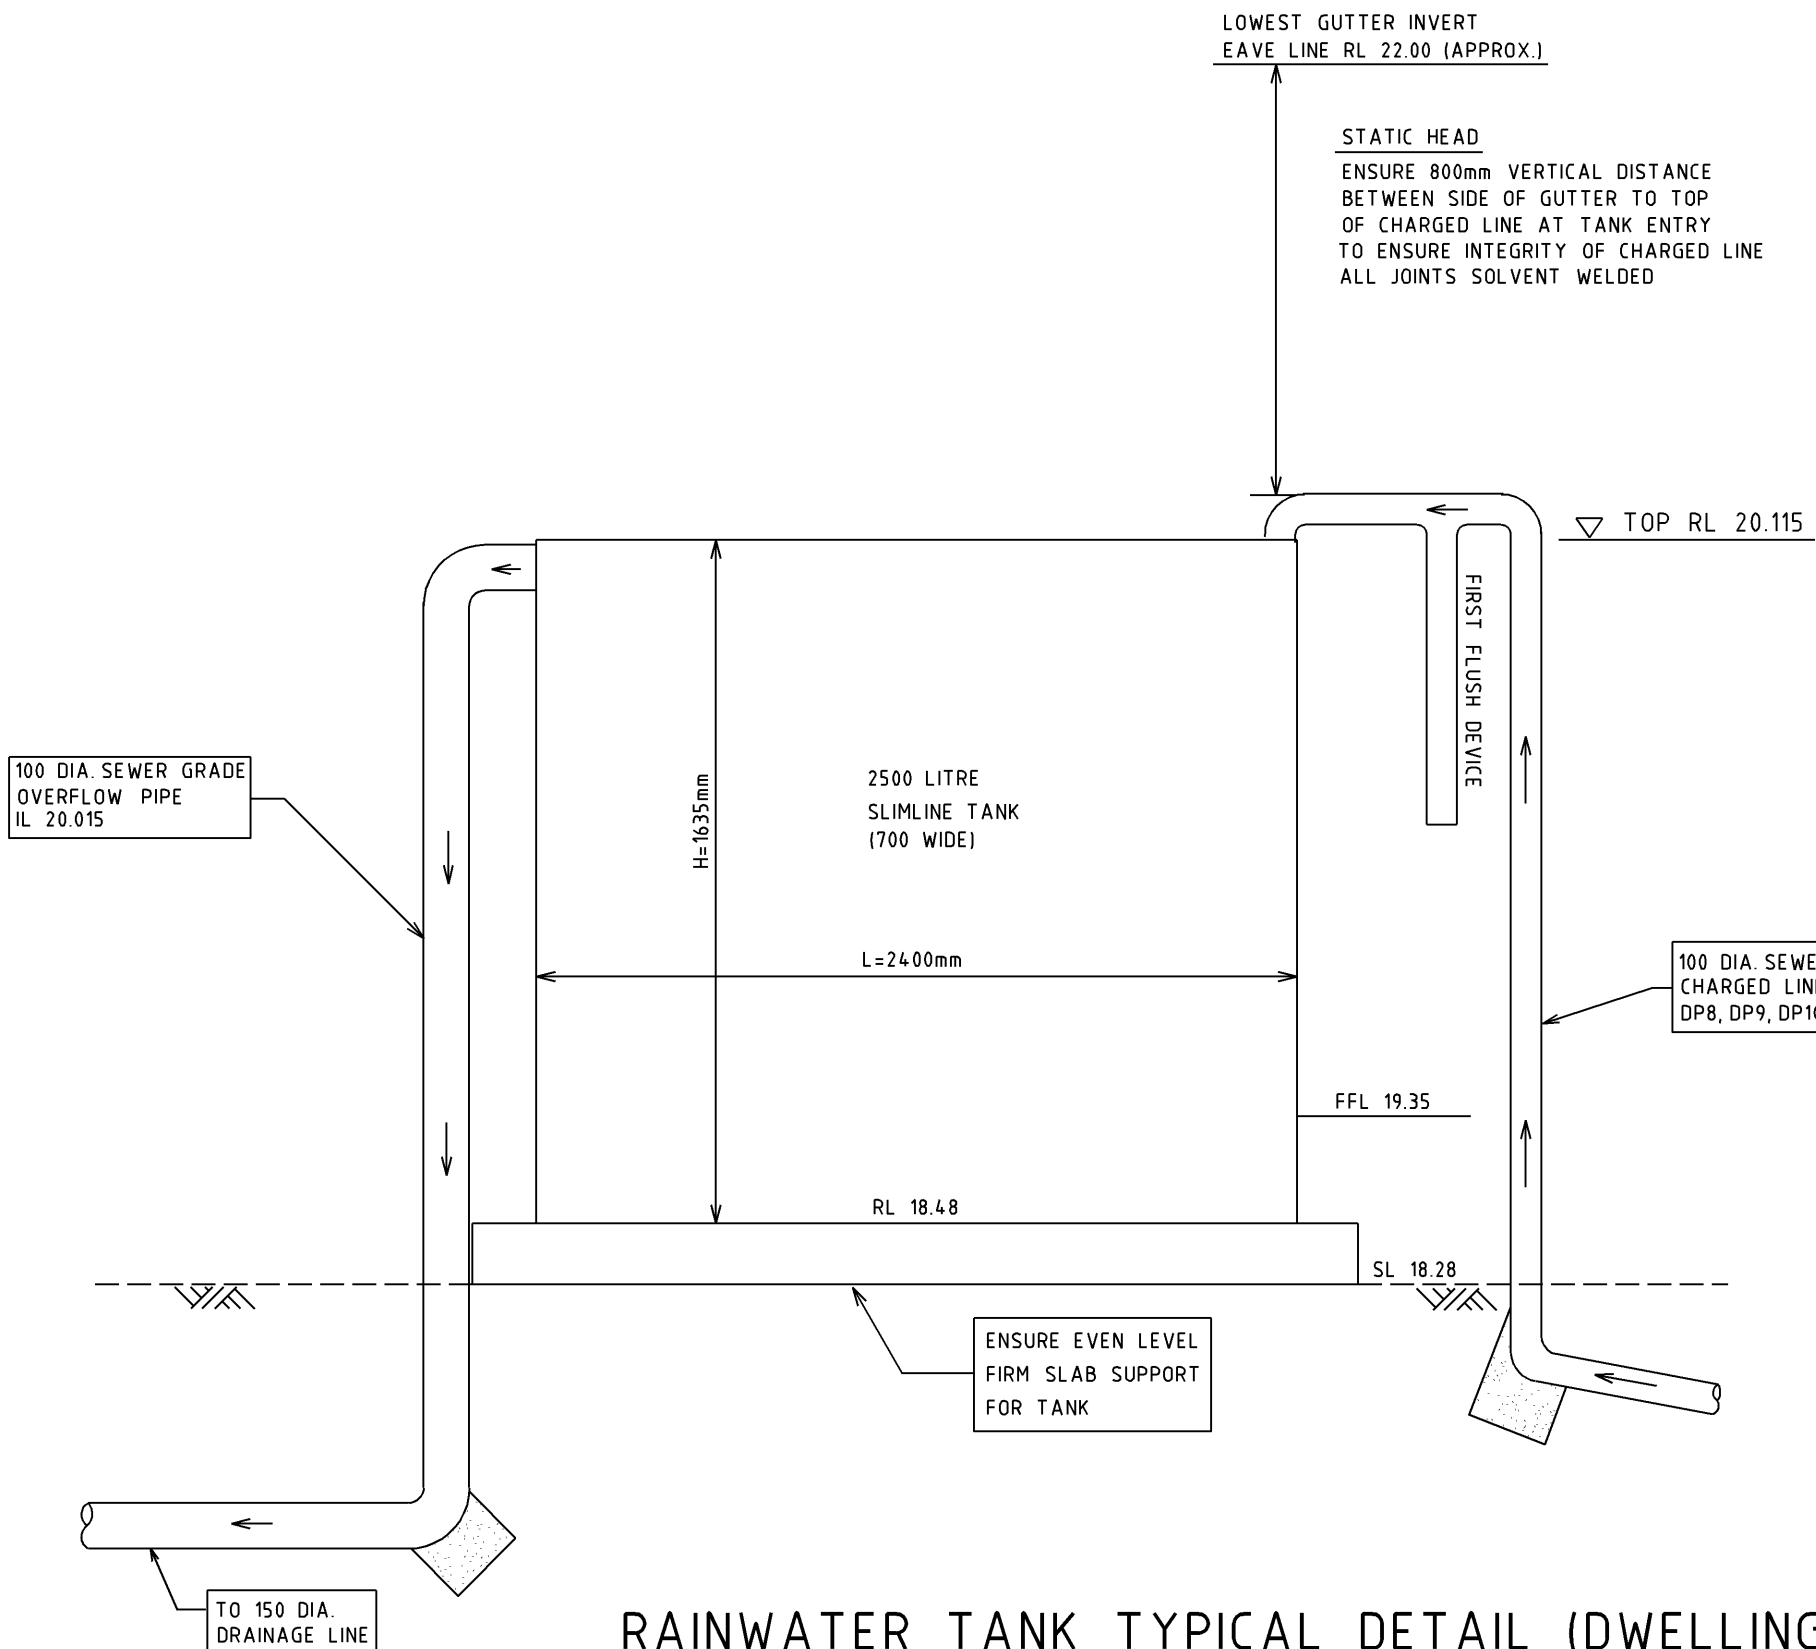 LOWEST GUTTER INVERT
EAVE LINE RL 22.00 (APPROX.)
STATIC HEAD
ENSURE 800mm VERTICAL DISTANCE
BETWEEN SIDE OF GUTTER TO TOP
OF CHARGED LINE AT TANK ENTRY
TO ENSURE INTEGRITY OF CHARGED LINE
ALL JOINTS SOLVENT WELDED
TOP RL 20.115
FIRST FLUSH DEVICE
100 DIA. SEWER GRADE
OVERFLOW PIPE
IL 20.015
H=1635mm
2500 LITRE
SLIMLINE TANK
(700 WIDE)
L=2400mm
100 DIA. SEWE
CHARGED LIN
DP8, DP9, DP1
FFL 19.35
RL 18.48
SL 18.28
ENSURE EVEN LEVEL
FIRM SLAB SUPPORT
FOR TANK
TO 150 DIA.
DRAINAGE LINE
RAINWATER TANK TYPICAL DETAIL (DWELLING